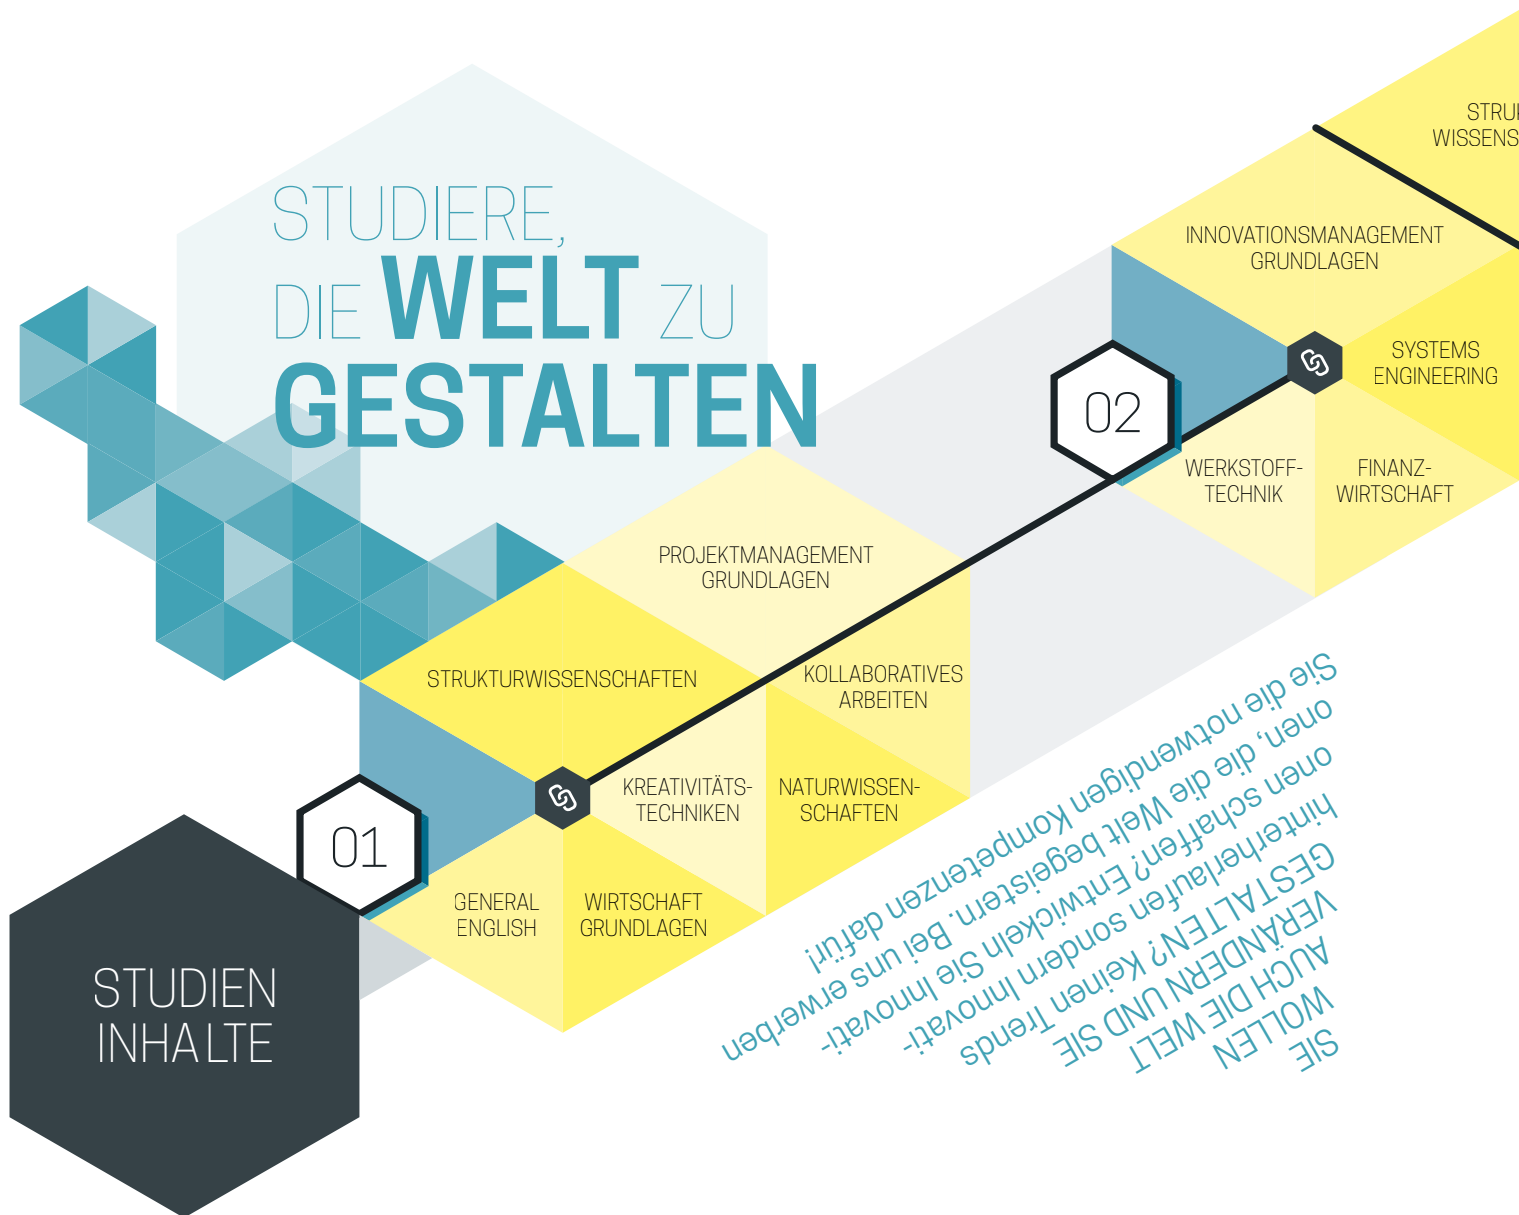 STUDIERE,
DIE WELT ZU
GESTALTEN
STRUK
WISSENS
INNOVATIONSMANAGEMENT
GRUNDLAGEN
SYSTEMS
ENGINEERING
02
WERKSTOFF-
TECHNIK
FINANZ-
WIRTSCHAFT
PROJEKTMANAGEMENT
GRUNDLAGEN
STRUKTURWISSENSCHAFTEN
KOLLABORATIVES
ARBEITEN
KREATIVITÄTS-
TECHNIKEN
NATURWISSEN-
SCHAFTEN
01
GENERAL
ENGLISH
WIRTSCHAFT
GRUNDLAGEN
STUDIEN
INHALTE
SIE
WOLLEN
AUCH DIE WELT
VERÄNDERN UND SIE
GESTALTEN? Keinen Trends
hinterherlaufen sondern Innovati-
onen schaffen? Entwickeln Sie Innovati-
onen, die die Welt begeistern. Bei uns erwerben
Sie die notwendigen Kompetenzen dafür!